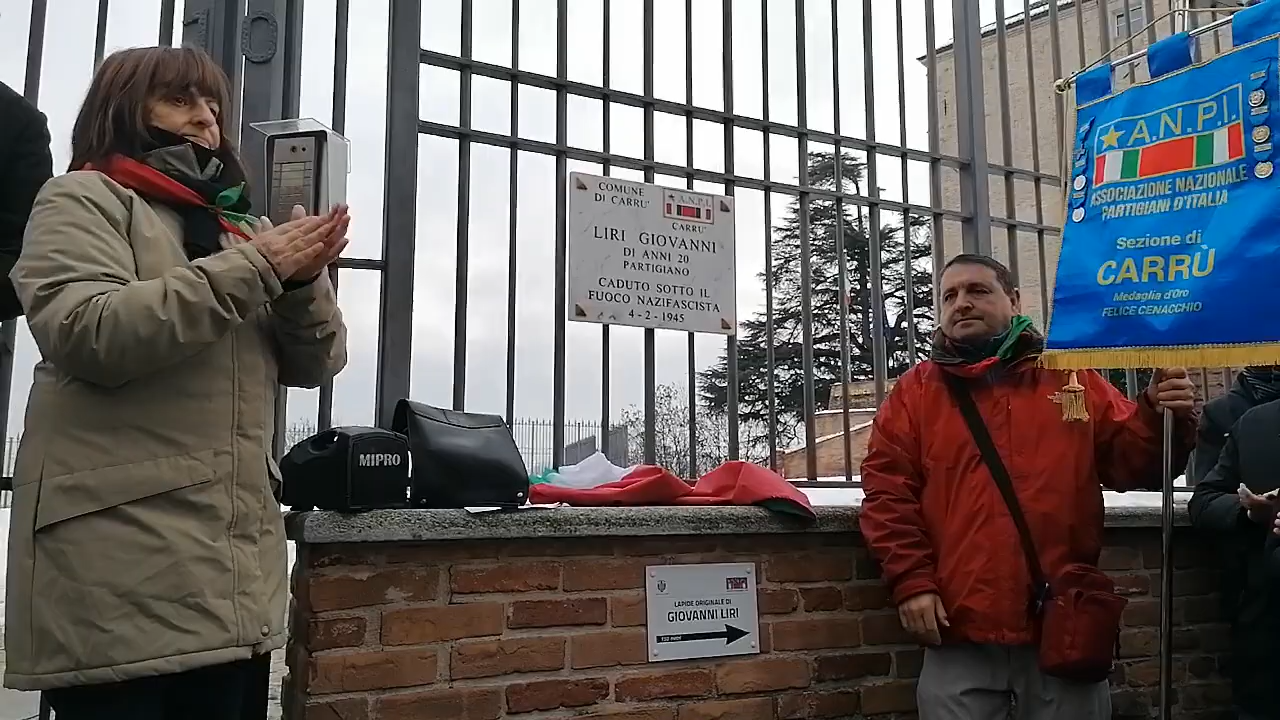 COMUNE
DI CARRU'
A.N.P.I.
CARRU'
LIRI GIOVANNI
DI ANNI 20
PARTIGIANO
CADUTO SOTTO IL
FUOCO NAZIFASCISTA
4-2-1945
MIPRO
LAPIDE ORIGINALE DI
GIOVANNI LIRI
A.N.P.I.
ASSOCIAZIONE NAZIONALE
PARTIGIANI D'ITALIA
Sezione di
CARRÙ
Medaglia d'Oro
FELICE CENACCHIO